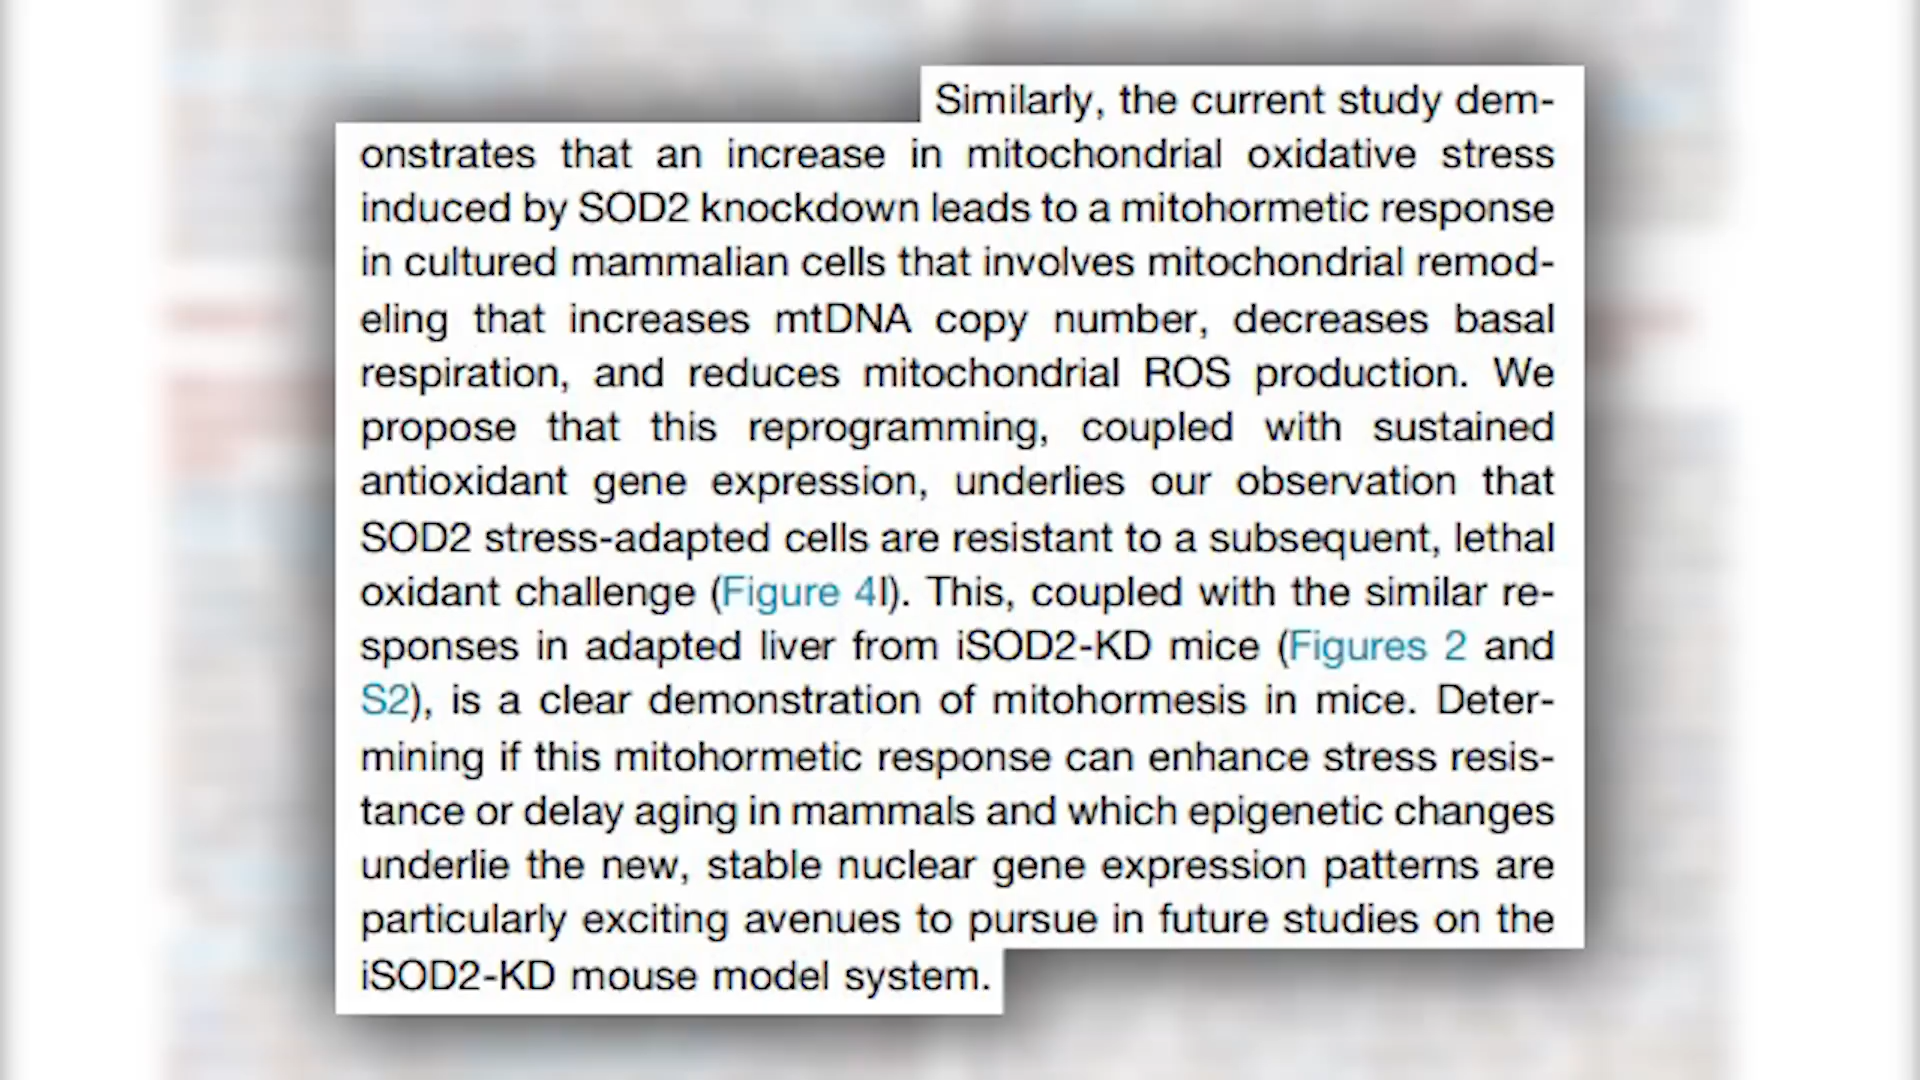 Similarly, the current study dem-
onstrates that an increase in mitochondrial oxidative stress
induced by SOD2 knockdown leads to a mitohormetic response
in cultured mammalian cells that involves mitochondrial remod-
eling that increases mtDNA copy number, decreases basal
respiration, and reduces mitochondrial ROS production. We
propose that this reprogramming, coupled with sustained
antioxidant gene expression, underlies our observation that
SOD2 stress-adapted cells are resistant to a subsequent, lethal
oxidant challenge (Figure 4I). This, coupled with the similar re-
sponses in adapted liver from iSOD2-KD mice (Figures 2 and
S2), is a clear demonstration of mitohormesis in mice. Deter-
mining if this mitohormetic response can enhance stress resis-
tance or delay aging in mammals and which epigenetic changes
underlie the new, stable nuclear gene expression patterns are
particularly exciting avenues to pursue in future studies on the
iSOD2-KD mouse model system.